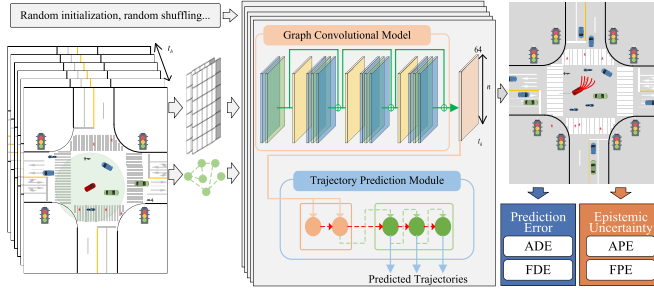 Random initialization, random shuffling...
t_h
Graph Convolutional Model
64
n
t_h
Trajectory Prediction Module
Predicted Trajectories
Prediction
Error
ADE
FDE
Epistemic
Uncertainty
APE
FPE